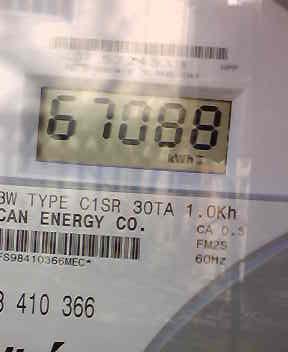 67088
kWh
3W TYPE C1SR 30TA 1.0Kh
CAN ENERGY CO.
CA 0.5
FM2S
60Hz
FS98410366MEC*
8 410 366